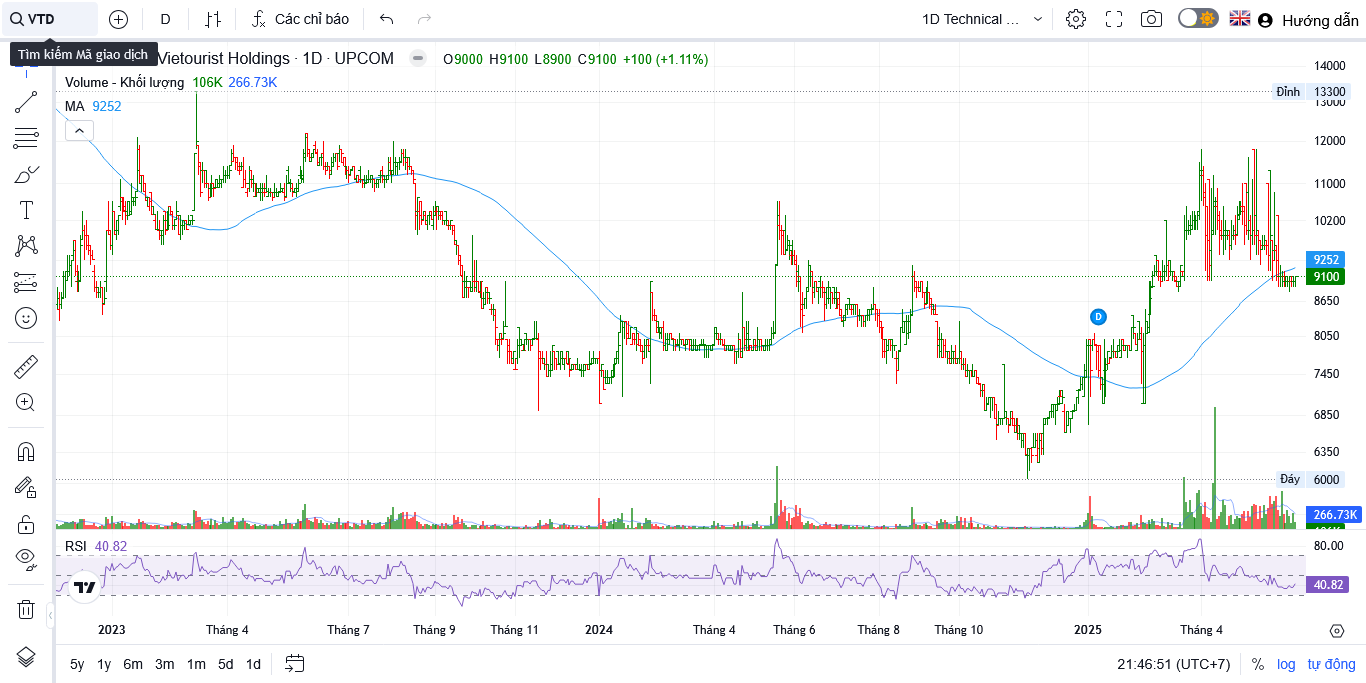 VTD
D
Các chỉ báo
1D Technical ...
Hướng dẫn
Tìm kiếm Mã giao dịch
Vietourist Holdings · 1D · UPCOM
O9000 H9100 L8900 C9100 +100 (+1.11%)
Volume - Khối lượng 106K 266.73K
MA 9252
14000
Đỉnh 13300
13000
12000
11000
10200
9252
9100
8650
D
8050
7450
6850
6350
Đáy 6000
266.73K
RSI 40.82
80.00
40.82
2023 Tháng 4 Tháng 7 Tháng 9 Tháng 11 2024 Tháng 4 Tháng 6 Tháng 8 Tháng 10 2025 Tháng 4
5y 1y 6m 3m 1m 5d 1d
21:46:51 (UTC+7) % log tự động